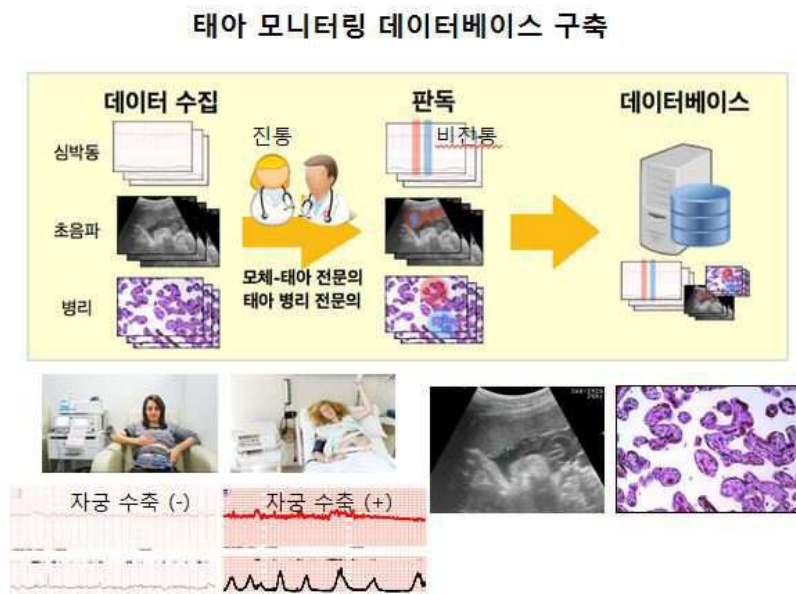 태아 모니터링 데이터베이스 구축
데이터 수집
판독
데이터베이스
심박동
진통
비전통
초음파
모체-태아 전문의
태아 병리 전문의
병리
자궁 수축 (-)
자궁 수축 (+)